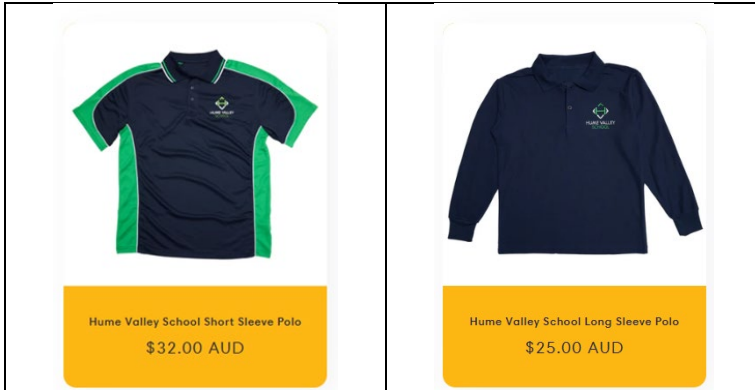 HUME VALLEY
SCHOOL
Hume Valley School Short Sleeve Polo
$32.00 AUD
HUME VALLEY
SCHOOL
Hume Valley School Long Sleeve Polo
$25.00 AUD